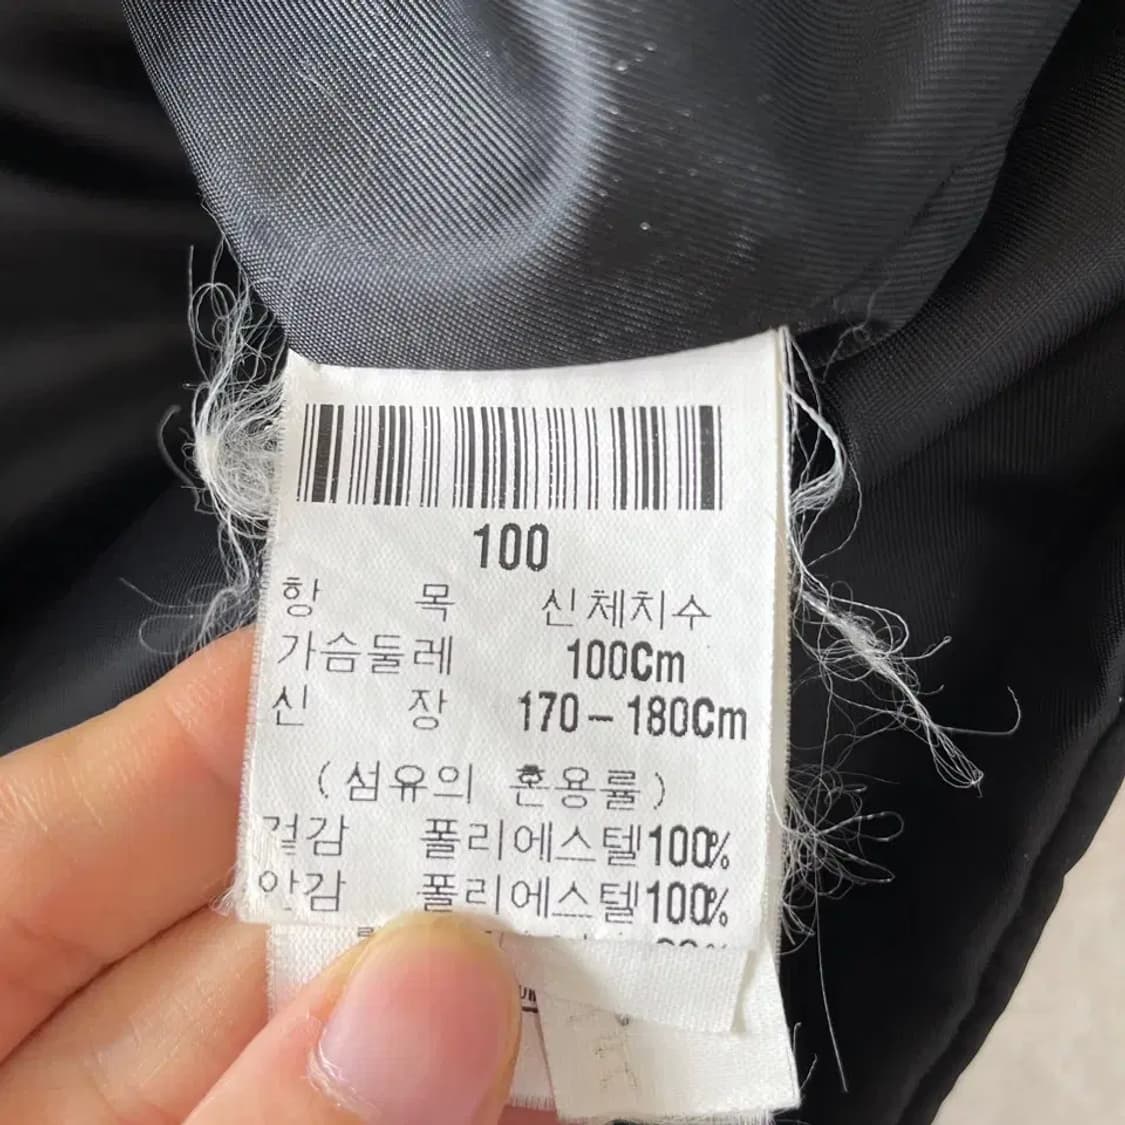 100
항 목 신체치수
가슴둘레 100Cm
신 장 170-180Cm
(섬유의 혼용률)
겉감 폴리에스텔100%
안감 폴리에스텔100%